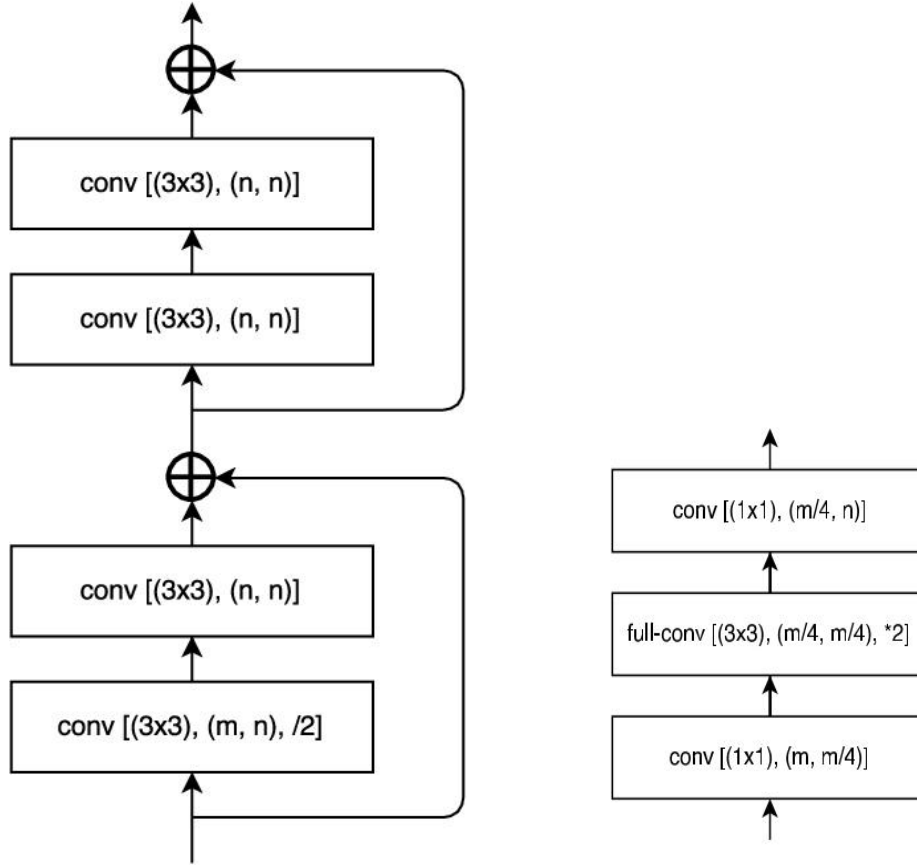 conv [(3x3), (n, n)]
conv [(3x3), (n, n)]
conv [(3x3), (n, n)]
conv [(3x3), (m, n), /2]
conv [(1x1), (m/4, n)]
full-conv [(3x3), (m/4, m/4), *2]
conv [(1x1), (m, m/4)]